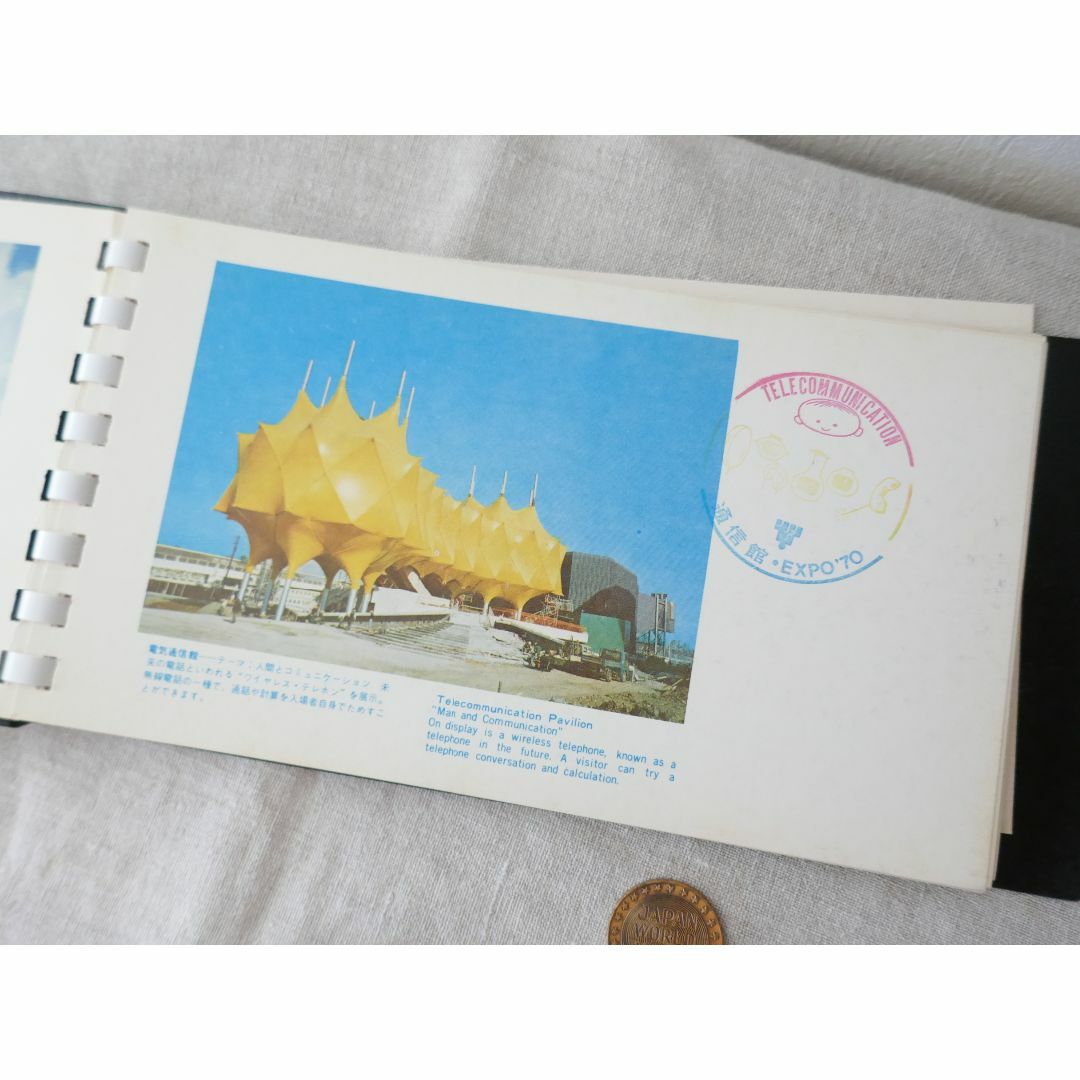 電気通信館——テーマ：人間とコミュニケーション 未
来の電話といわれる“ワイヤレス・テレホン”を展示。
無線電話の一種で、通話や計算を入場者自身でためすこ
とができます。
Telecommunication Pavilion
"Man and Communication"
On display is a wireless telephone, known as a
telephone in the future. A visitor can try a
telephone conversation and calculation.
TELECOMMUNICATION
通信館・EXPO'70
JAPAN
WORLD